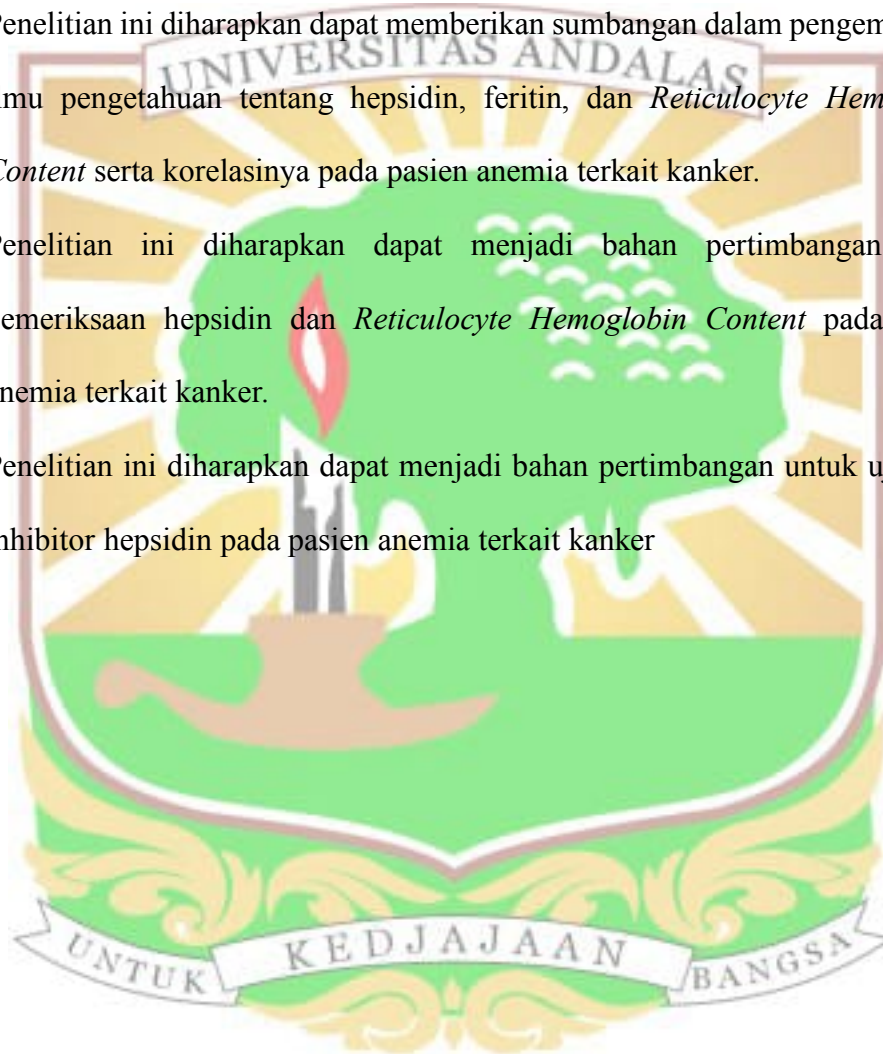 Penelitian ini diharapkan dapat memberikan sumbangan dalam pengem
UNIVERSITAS ANDALAS
lmu pengetahuan tentang hepsidin, feritin, dan Reticulocyte Hem
Content serta korelasinya pada pasien anemia terkait kanker.
Penelitian ini diharapkan dapat menjadi bahan pertimbangan
pemeriksaan hepsidin dan Reticulocyte Hemoglobin Content pada
anemia terkait kanker.
Penelitian ini diharapkan dapat menjadi bahan pertimbangan untuk u
inhibitor hepsidin pada pasien anemia terkait kanker
UNTUK KEDJAJAAN BANGSA